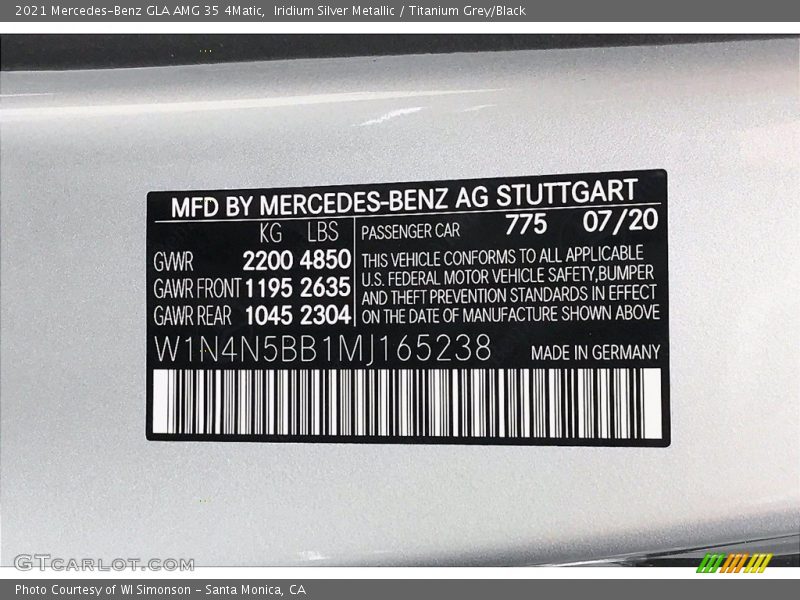 2021 Mercedes-Benz GLA AMG 35 4Matic,  Iridium Silver Metallic / Titanium Grey/Black
MFD BY MERCEDES-BENZ AG STUTTGART
KG LBS
GVWR 2200 4850
GAWR FRONT 1195 2635
GAWR REAR 1045 2304
PASSENGER CAR 775 07/20
THIS VEHICLE CONFORMS TO ALL APPLICABLE
U.S. FEDERAL MOTOR VEHICLE SAFETY,BUMPER
AND THEFT PREVENTION STANDARDS IN EFFECT
ON THE DATE OF MANUFACTURE SHOWN ABOVE
W1N4N5BB1MJ165238 MADE IN GERMANY
GTCARLOT.COM
Photo Courtesy of WI Simonson - Santa Monica, CA